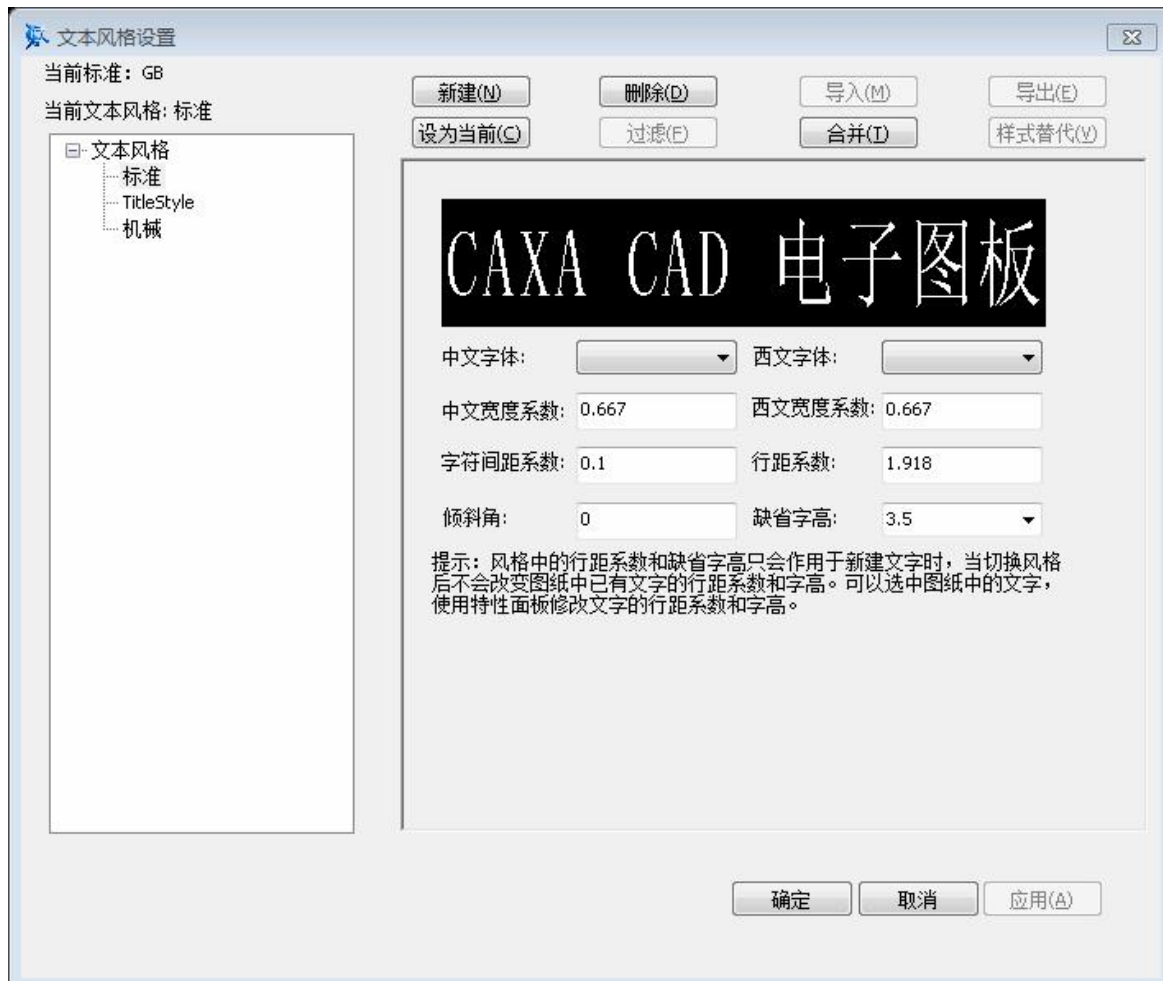 文本风格设置
当前标准：GB
当前文本风格：标准
文本风格
标准
TitleStyle
机械
新建(N) 删除(D) 导入(M) 导出(E)
设为当前(C) 过滤(F) 合并(T) 样式替代(V)
CAXA CAD 电子图板
中文字体： 西文字体：
中文宽度系数： 0.667 西文宽度系数： 0.667
字符间距系数： 0.1 行距系数： 1.918
倾斜角： 0 缺省字高： 3.5
提示：风格中的行距系数和缺省字高只会作用于新建文字时，当切换风格
后不会改变图纸中已有文字的行距系数和字高。可以选中图纸中的文字，
使用特性面板修改文字的行距系数和字高。
确定 取消 应用(A)